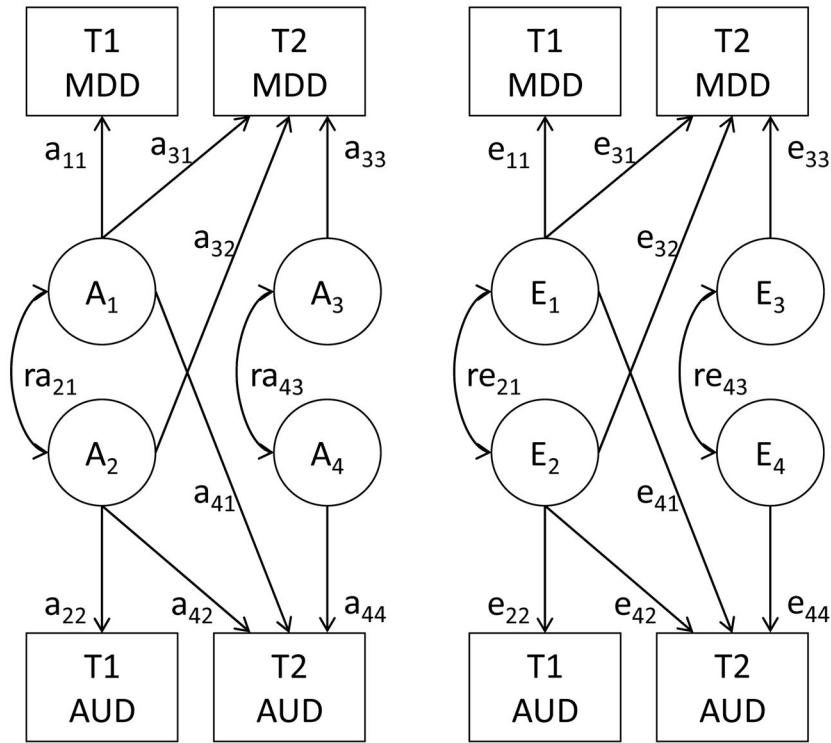 T1
MDD
T2
MDD
a11
a31
a33
a32
A1
A3
ra21
ra43
A2
A4
a41
a22
a42
a44
T1
AUD
T2
AUD
T1
MDD
T2
MDD
e11
e31
e33
e32
E1
E3
re21
re43
E2
E4
e41
e22
e42
e44
T1
AUD
T2
AUD